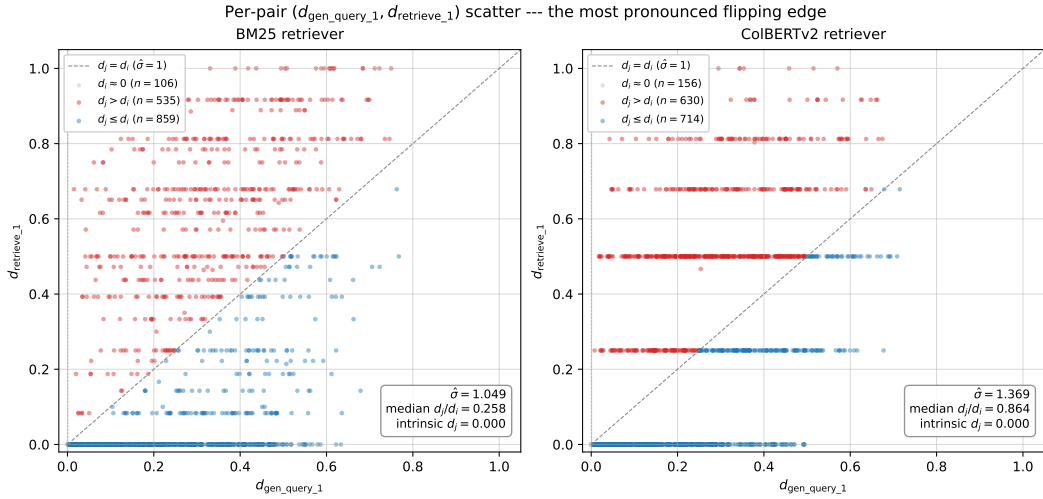 Per-pair (d_gen_query_1, d_retrieve_1) scatter --- the most pronounced flipping edge
BM25 retriever
d_j = d_i (σ̂ = 1)
d_i ≈ 0 (n = 106)
d_j > d_i (n = 535)
d_j ≤ d_i (n = 859)
1.0
0.8
0.6
0.4
0.2
0.0
d_retrieve_1
σ̂ = 1.049
median d_j/d_i = 0.258
intrinsic d_j = 0.000
0.0 0.2 0.4 0.6 0.8 1.0
d_gen_query_1
ColBERTv2 retriever
d_j = d_i (σ̂ = 1)
d_i ≈ 0 (n = 156)
d_j > d_i (n = 630)
d_j ≤ d_i (n = 714)
1.0
0.8
0.6
0.4
0.2
0.0
d_retrieve_1
σ̂ = 1.369
median d_j/d_i = 0.864
intrinsic d_j = 0.000
0.0 0.2 0.4 0.6 0.8 1.0
d_gen_query_1